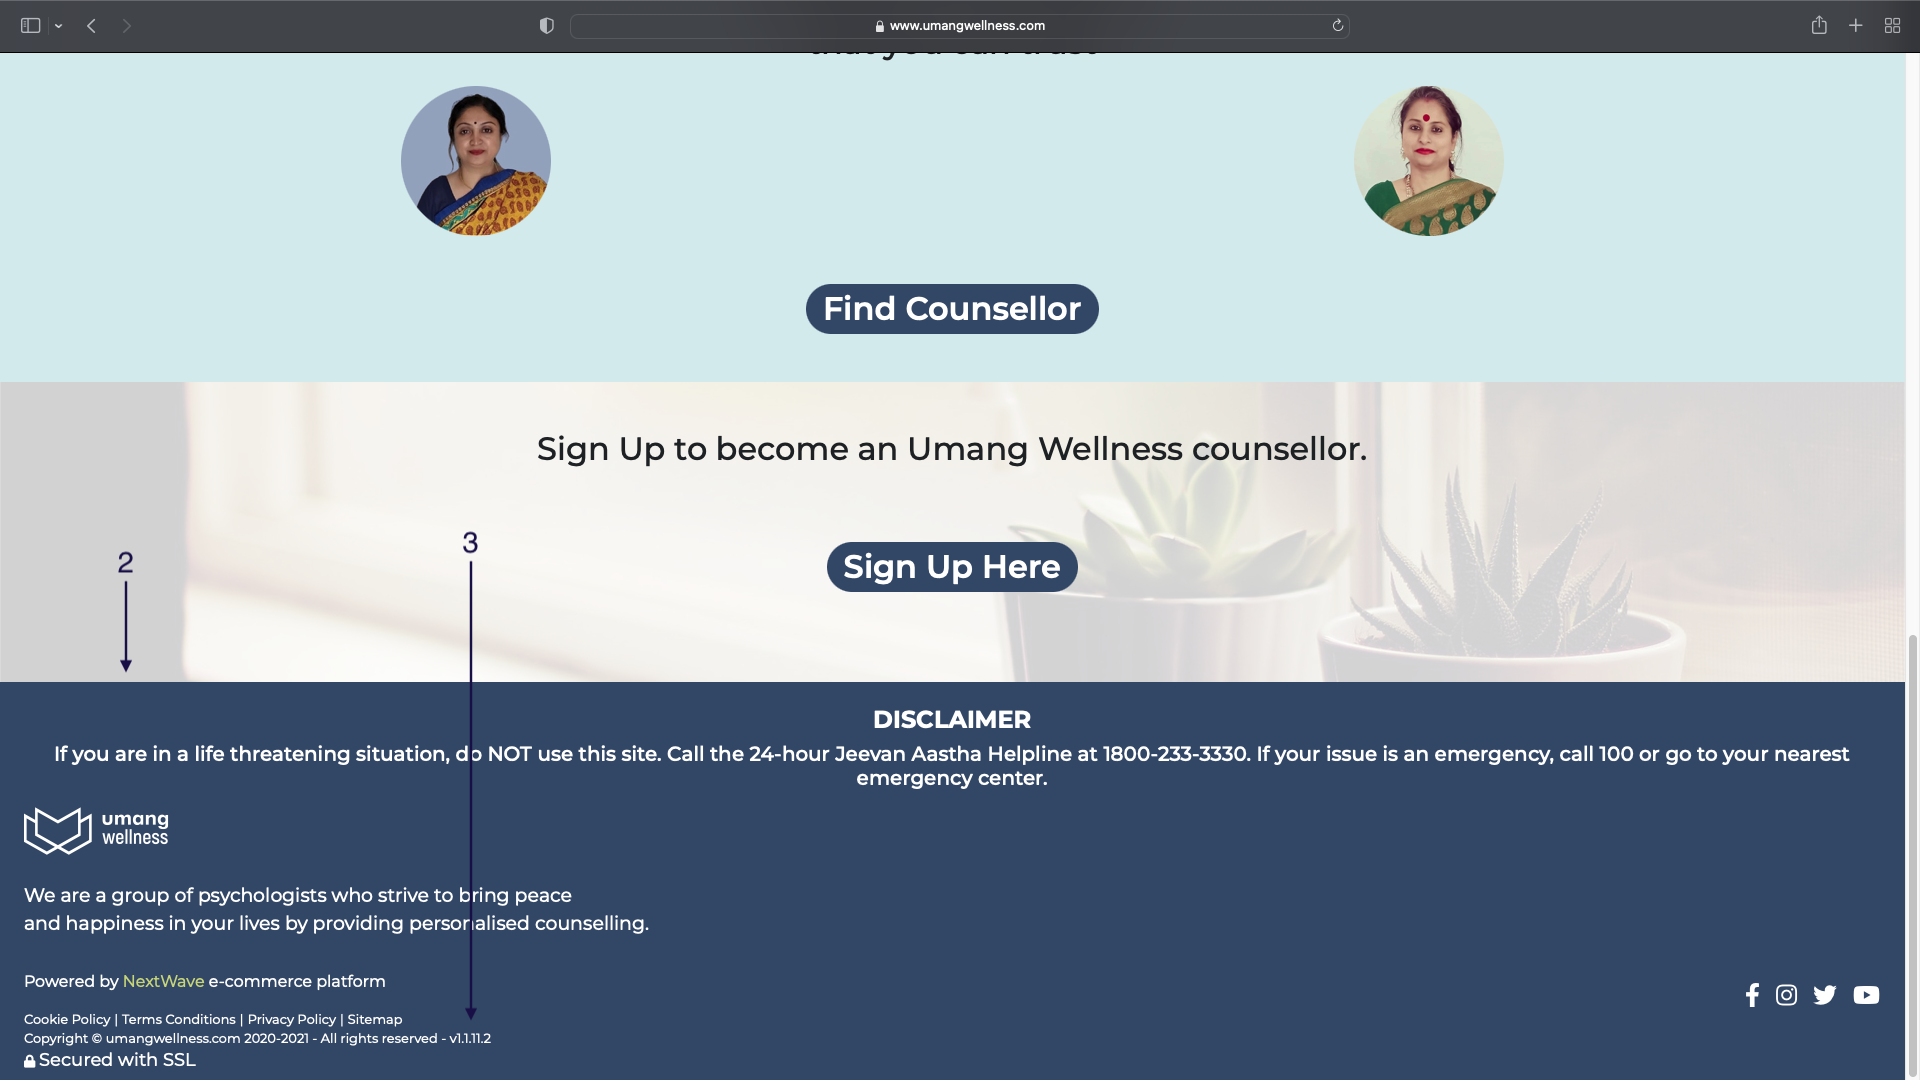 www.umangwellness.com
that you can trust
Find Counsellor
Sign Up to become an Umang Wellness counsellor.
3
2
Sign Up Here
DISCLAIMER
If you are in a life threatening situation, do NOT use this site. Call the 24-hour Jeevan Aastha Helpline at 1800-233-3330. If your issue is an emergency, call 100 or go to your nearest
emergency center.
umang
wellness
We are a group of psychologists who strive to bring peace
and happiness in your lives by providing personalised counselling.
Powered by NextWave e-commerce platform
Cookie Policy | Terms Conditions | Privacy Policy | Sitemap
Copyright © umangwellness.com 2020-2021 - All rights reserved - v1.1.11.2
Secured with SSL